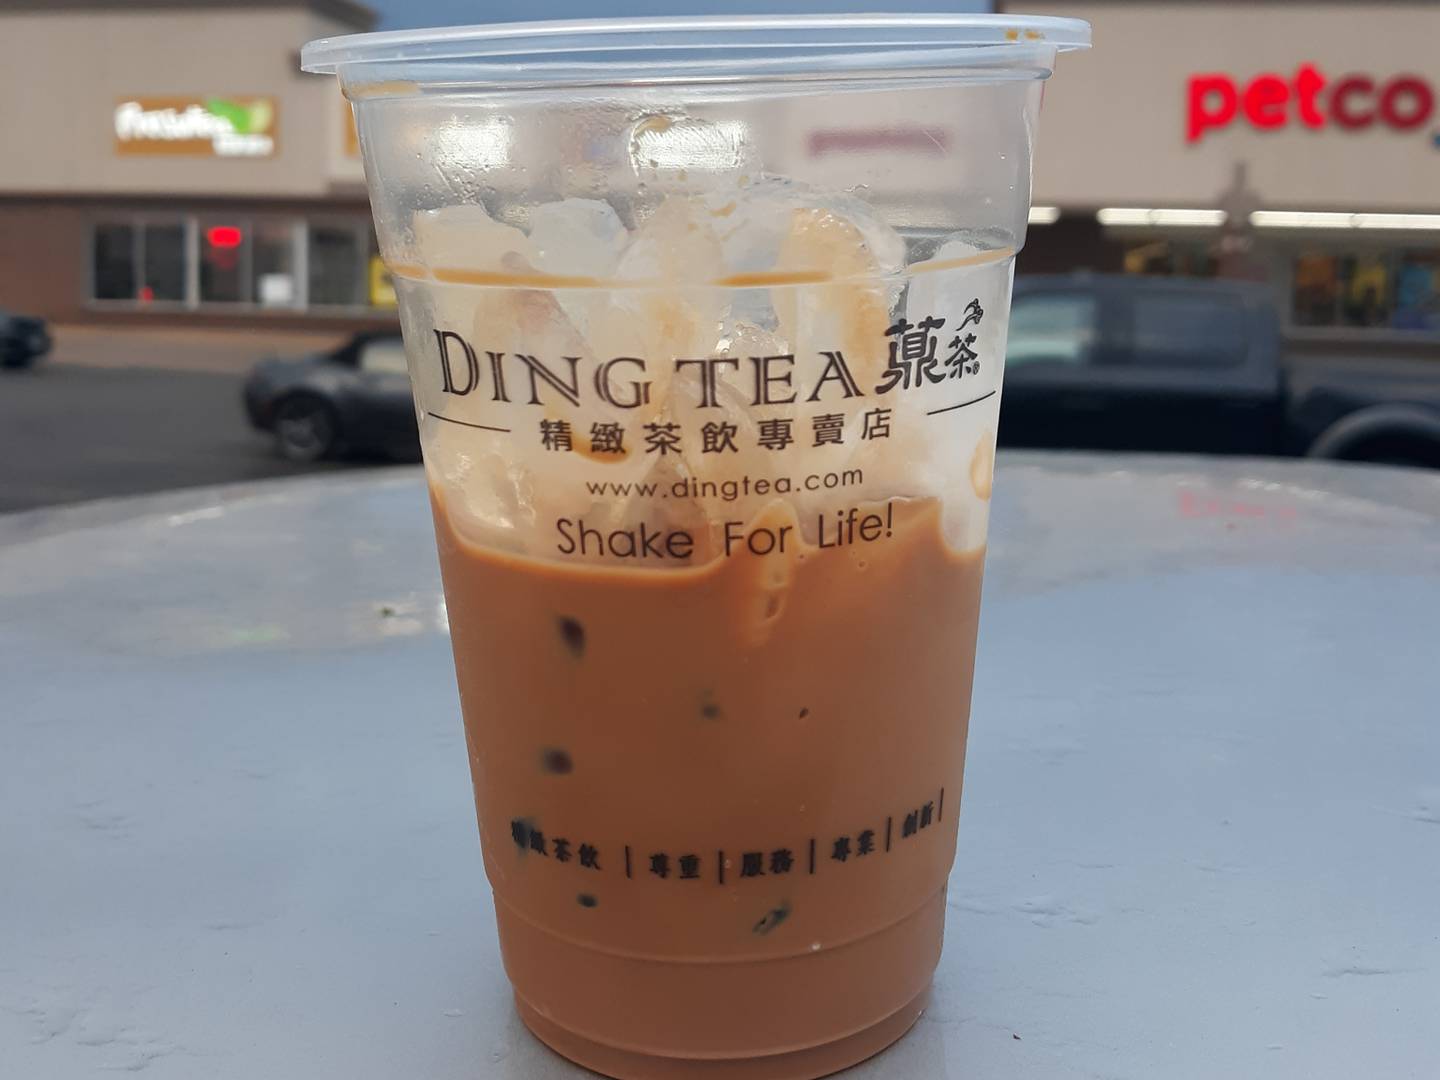 petco
DING TEA 薡茶
精緻茶飲專賣店
www.dingtea.com
Shake For Life!
精緻茶飲 | 尊重 | 服務 | 專業 | 創新 |